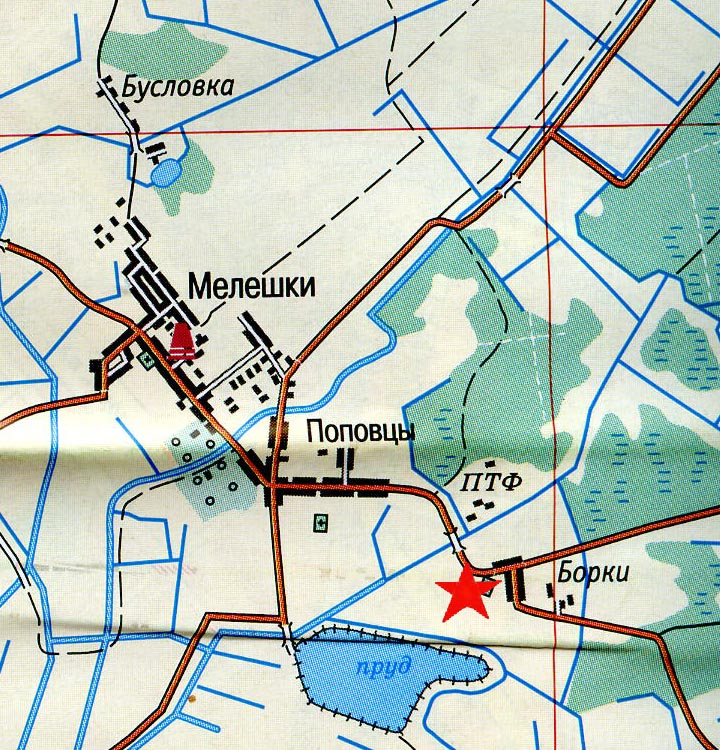 Бусловка
Мелешки
Поповцы
ПТФ
Борки
пруд